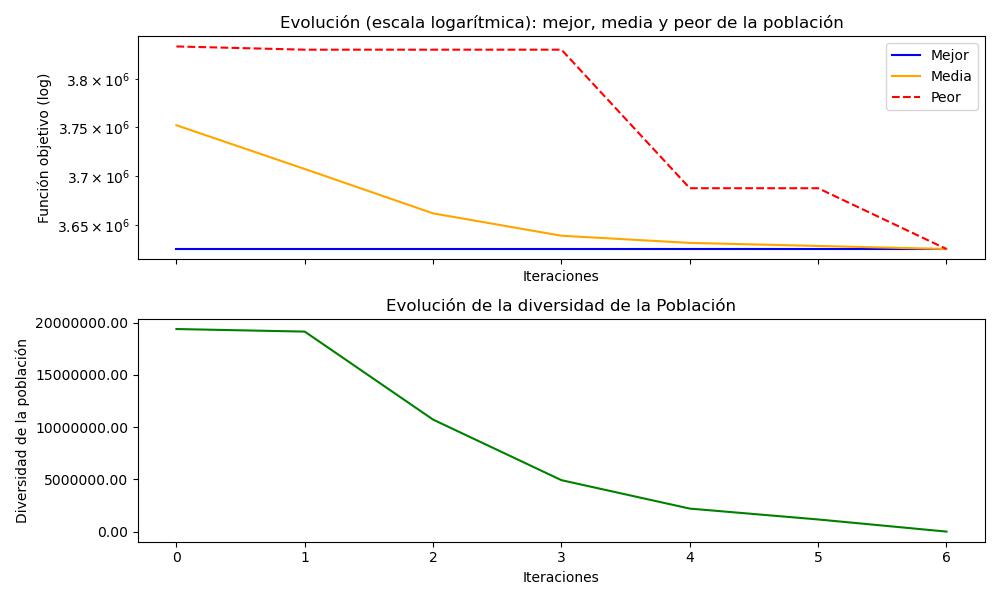 Evolución (escala logarítmica): mejor, media y peor de la población
Función objetivo (log)
3.8 × 10⁶
3.75 × 10⁶
3.7 × 10⁶
3.65 × 10⁶
Mejor
Media
Peor
Iteraciones
Evolución de la diversidad de la Población
Diversidad de la población
20000000.00
15000000.00
10000000.00
5000000.00
0.00
0 1 2 3 4 5 6
Iteraciones